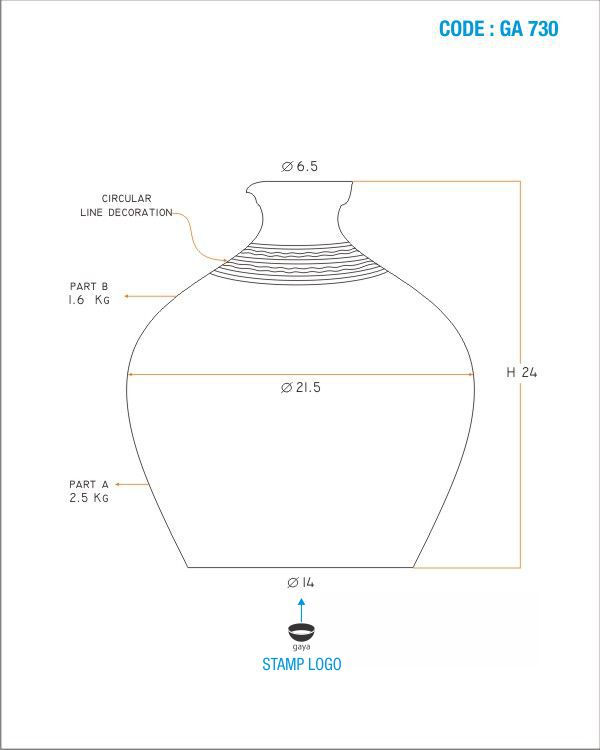 CODE : GA 730
Ø 6.5
CIRCULAR
LINE DECORATION
PART B
1.6 KG
H 24
Ø 21.5
PART A
2.5 KG
Ø 14
gaya
STAMP LOGO